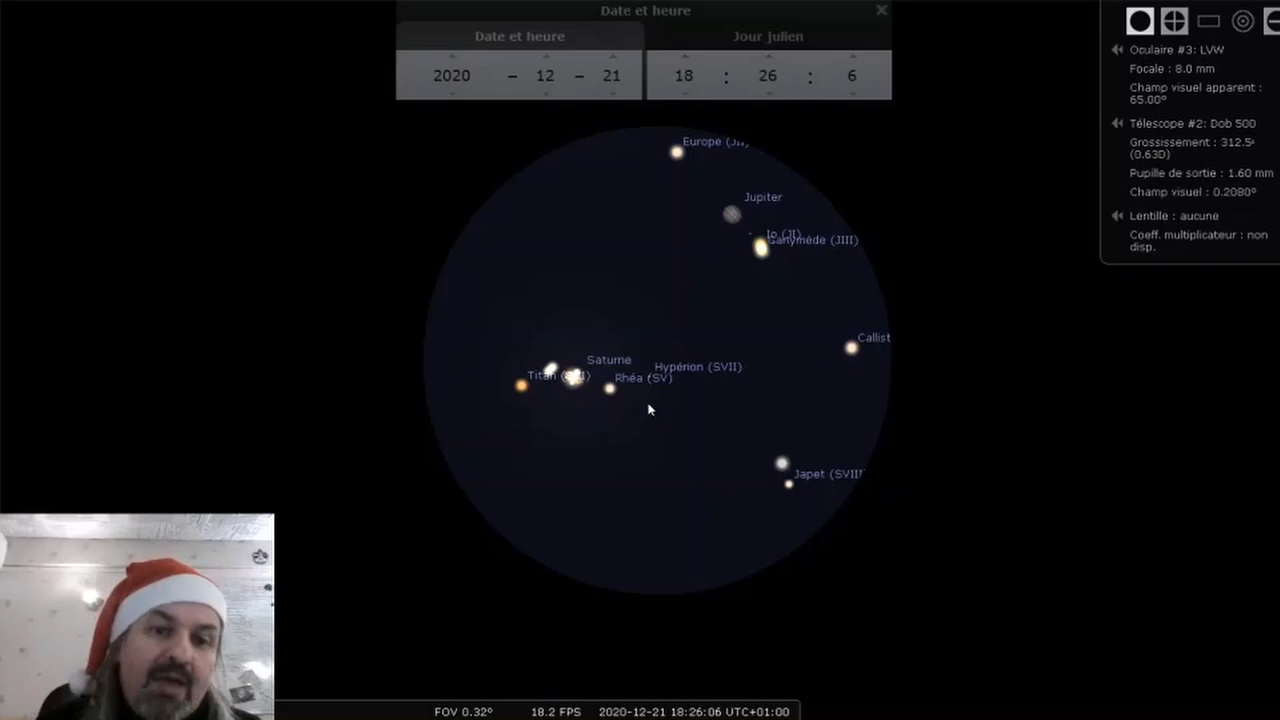 Date et heure
Date et heure
Jour Julien
2020 – 12 – 21
18 : 26 : 6
Oculaire #3: LVW
Focale : 8.0 mm
Champ visuel apparent :
65.00°
Télescope #2: Dob 500
Grossissement : 312.5×
(0.63D)
Pupille de sortie : 1.60 mm
Champ visuel : 0.2080°
Lentille : aucune
Coeff. multiplicateur : non
disp.
Europe (JII)
Jupiter
Io (JI)
Ganymède (JIII)
Callist
Saturne
Hypérion (SVII)
Titan
Rhéa (SV)
Japet (SVIII
FOV 0.32° 18.2 FPS 2020-12-21 18:26:06 UTC+01:00